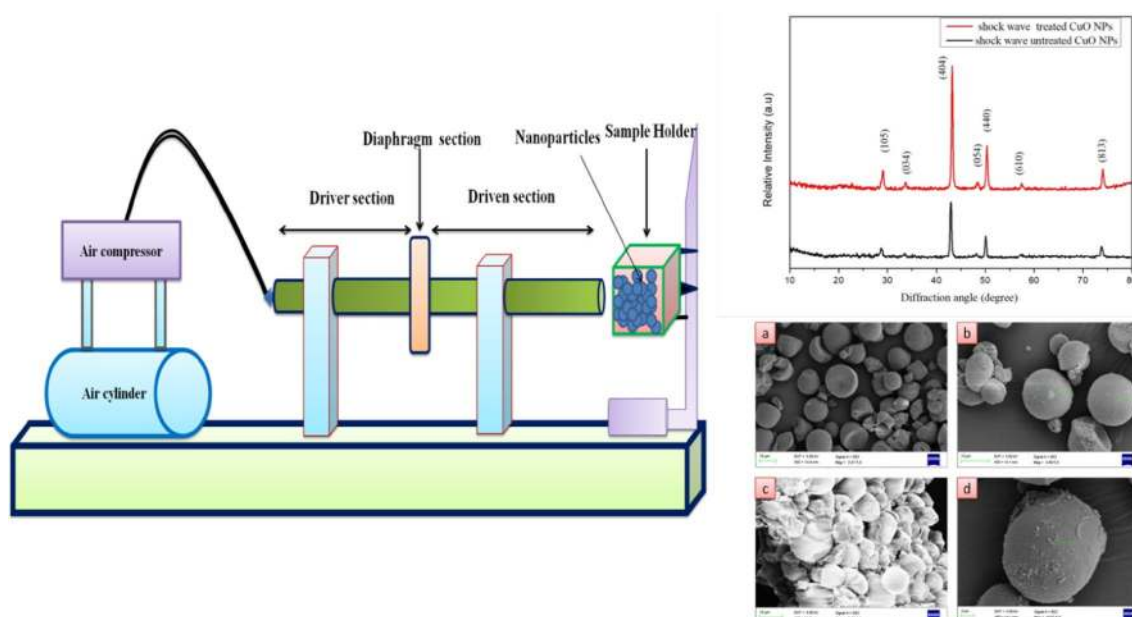 Diaphragm section
Nanoparticles
Sample Holder
Driver section
Driven section
Air compressor
Air cylinder
shock wave treated CuO NPs
shock wave untreated CuO NPs
Relative Intensity (a.u)
(105)
(034)
(404)
(054)
(440)
(610)
(813)
10 20 30 40 50 60 70 80
Diffraction angle (degree)
a
b
c
d